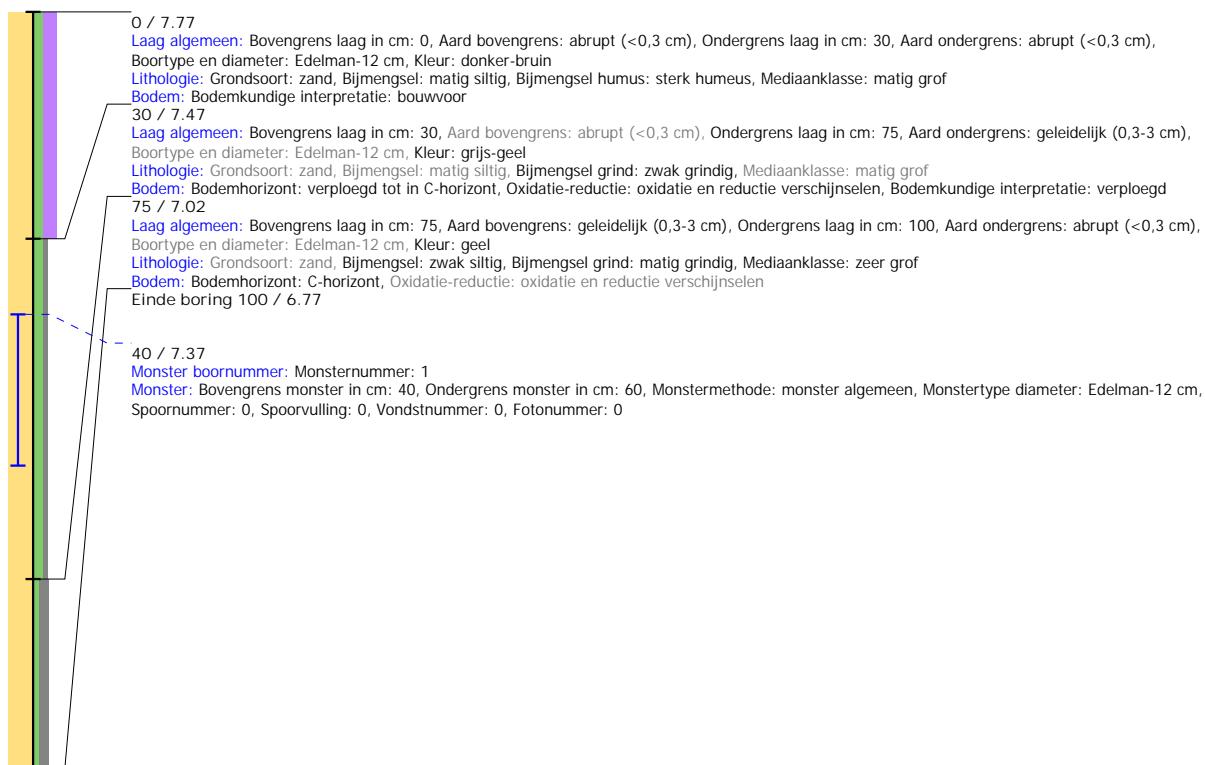 0 / 7.77
Laag algemeen: Bovengrens laag in cm: 0, Aard bovengrens: abrupt (<0,3 cm), Ondergrens laag in cm: 30, Aard ondergrens: abrupt (<0,3 cm),
Boortype en diameter: Edelman-12 cm, Kleur: donker-bruin
Lithologie: Grondsoort: zand, Bijmengsel: matig siltig, Bijmengsel humus: sterk humeus, Mediaanklasse: matig grof
Bodem: Bodemkundige interpretatie: bouwvoor
30 / 7.47
Laag algemeen: Bovengrens laag in cm: 30, Aard bovengrens: abrupt (<0,3 cm), Ondergrens laag in cm: 75, Aard ondergrens: geleidelijk (0,3-3 cm),
Boortype en diameter: Edelman-12 cm, Kleur: grijs-geel
Lithologie: Grondsoort: zand, Bijmengsel: matig siltig, Bijmengsel grind: zwak grindig, Mediaanklasse: matig grof
Bodem: Bodemhorizont: verploegd tot in C-horizont, Oxidatie-reductie: oxidatie en reductie verschijnselen, Bodemkundige interpretatie: verploegd
75 / 7.02
Laag algemeen: Bovengrens laag in cm: 75, Aard bovengrens: geleidelijk (0,3-3 cm), Ondergrens laag in cm: 100, Aard ondergrens: abrupt (<0,3 cm),
Boortype en diameter: Edelman-12 cm, Kleur: geel
Lithologie: Grondsoort: zand, Bijmengsel: zwak siltig, Bijmengsel grind: matig grindig, Mediaanklasse: zeer grof
Bodem: Bodemhorizont: C-horizont, Oxidatie-reductie: oxidatie en reductie verschijnselen
Einde boring 100 / 6.77
40 / 7.37
Monster boornummer: Monsternummer: 1
Monster: Bovengrens monster in cm: 40, Ondergrens monster in cm: 60, Monstermethode: monster algemeen, Monstertype diameter: Edelman-12 cm,
Spoornummer: 0, Spoorvulling: 0, Vondstnummer: 0, Fotonummer: 0